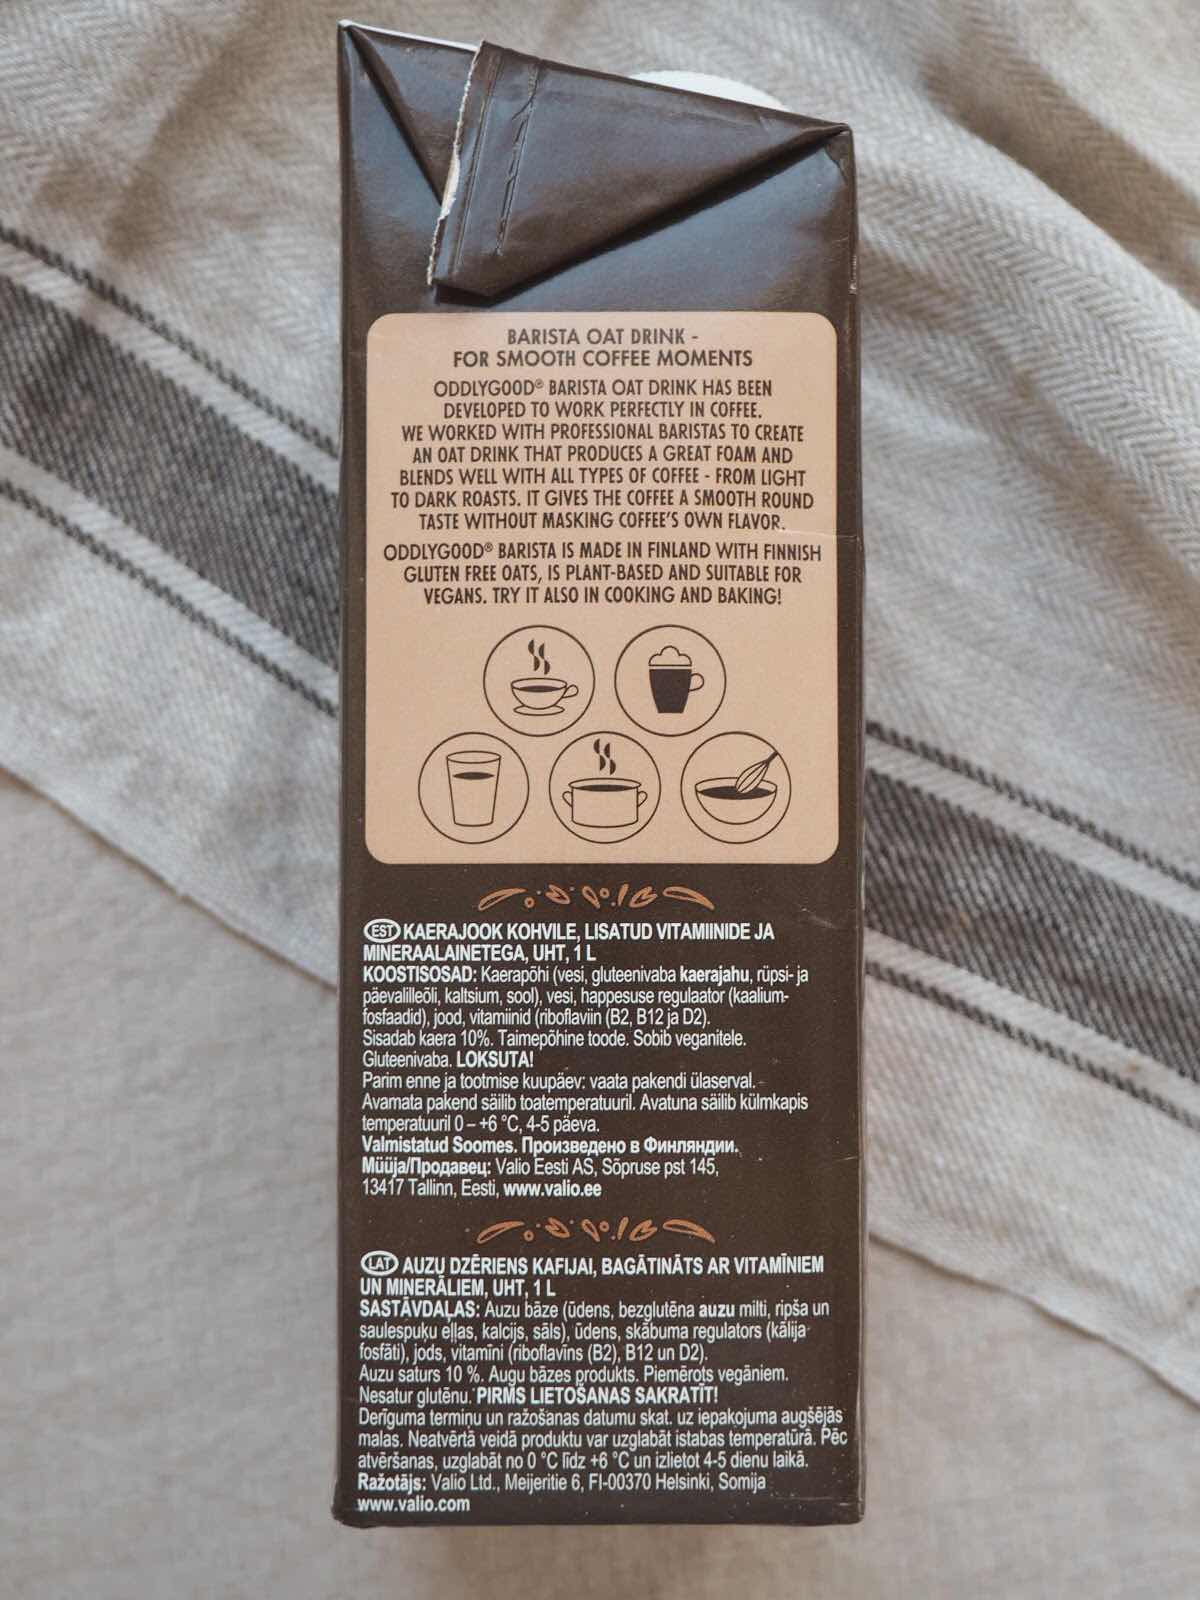 BARISTA OAT DRINK -
FOR SMOOTH COFFEE MOMENTS
ODDLYGOOD® BARISTA OAT DRINK HAS BEEN
DEVELOPED TO WORK PERFECTLY IN COFFEE.
WE WORKED WITH PROFESSIONAL BARISTAS TO CREATE
AN OAT DRINK THAT PRODUCES A GREAT FOAM AND
BLENDS WELL WITH ALL TYPES OF COFFEE - FROM LIGHT
TO DARK ROASTS. IT GIVES THE COFFEE A SMOOTH ROUND
TASTE WITHOUT MASKING COFFEE'S OWN FLAVOR.
ODDLYGOOD® BARISTA IS MADE IN FINLAND WITH FINNISH
GLUTEN FREE OATS, IS PLANT-BASED AND SUITABLE FOR
VEGANS. TRY IT ALSO IN COOKING AND BAKING!
EST KAERAJOOK KOHVILE, LISATUD VITAMIINIDE JA
MINERAALAINETEGA, UHT, 1 L
KOOSTISOSAD: Kaerapõhi (vesi, gluteenivaba kaerajahu, rüpsi- ja
päevalilleõli, kaltsium, sool), vesi, happesuse regulaator (kaalium-
fosfaadid), jood, vitamiinid (riboflaviin (B2, B12 ja D2).
Sisadab kaera 10%. Taimepõhine toode. Sobib veganitele.
Gluteenivaba. LOKSUTA!
Parim enne ja tootmise kuupäev: vaata pakendi ülaserval.
Avamata pakend säilib toatemperatuuril. Avatuna säilib külmkapis
temperatuuril 0 – +6 °C, 4-5 päeva.
Valmistatud Soomes. Произведено в Финляндии.
Müüja/Продавец: Valio Eesti AS, Sõpruse pst 145,
13417 Tallinn, Eesti, www.valio.ee
LAT AUZU DZĒRIENS KAFIJAI, BAGĀTINĀTS AR VITAMĪNIEM
UN MINERĀLIEM, UHT, 1 L
SASTĀVDAĻAS: Auzu bāze (ūdens, bezglutēna auzu milti, ripša un
saulespuķu eļļas, kalcijs, sāls), ūdens, skābuma regulators (kālija
fosfāti), jods, vitamīni (riboflavīns (B2), B12 un D2).
Auzu saturs 10 %. Augu bāzes produkts. Piemērots vegāniem.
Nesatur glutēnu. PIRMS LIETOŠANAS SAKRATĪT!
Derīguma termiņu un ražošanas datumu skat. uz iepakojuma augšējās
malas. Neatvērtā veidā produktu var uzglabāt istabas temperatūrā. Pēc
atvēršanas, uzglabāt no 0 °C līdz +6 °C un izlietot 4-5 dienu laikā.
Ražotājs: Valio Ltd., Meijeritie 6, FI-00370 Helsinki, Somija
www.valio.com